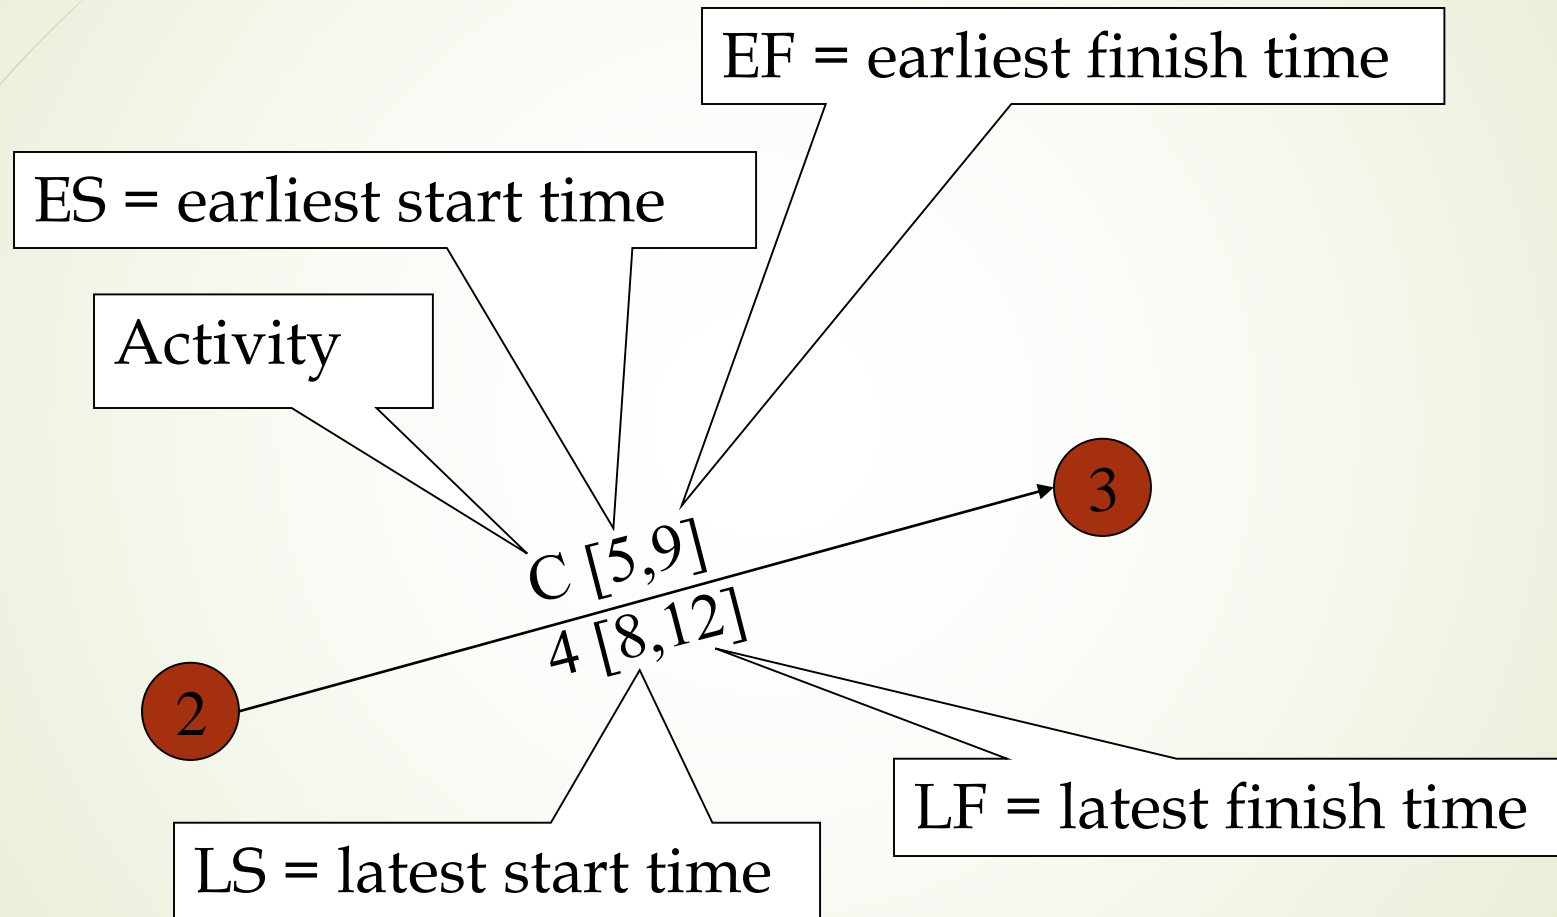 EF = earliest finish time
ES = earliest start time
Activity
3
C [5,9]
4 [8,12]
2
LF = latest finish time
LS = latest start time